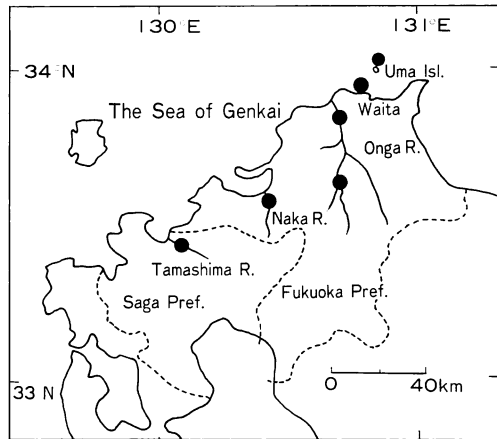 130°E
131°E
34°N
Uma Isl.
Waita
The Sea of Genkai
Onga R.
Naka R.
Tamashima R.
Saga Pref.
Fukuoka Pref.
33 N
0 40km